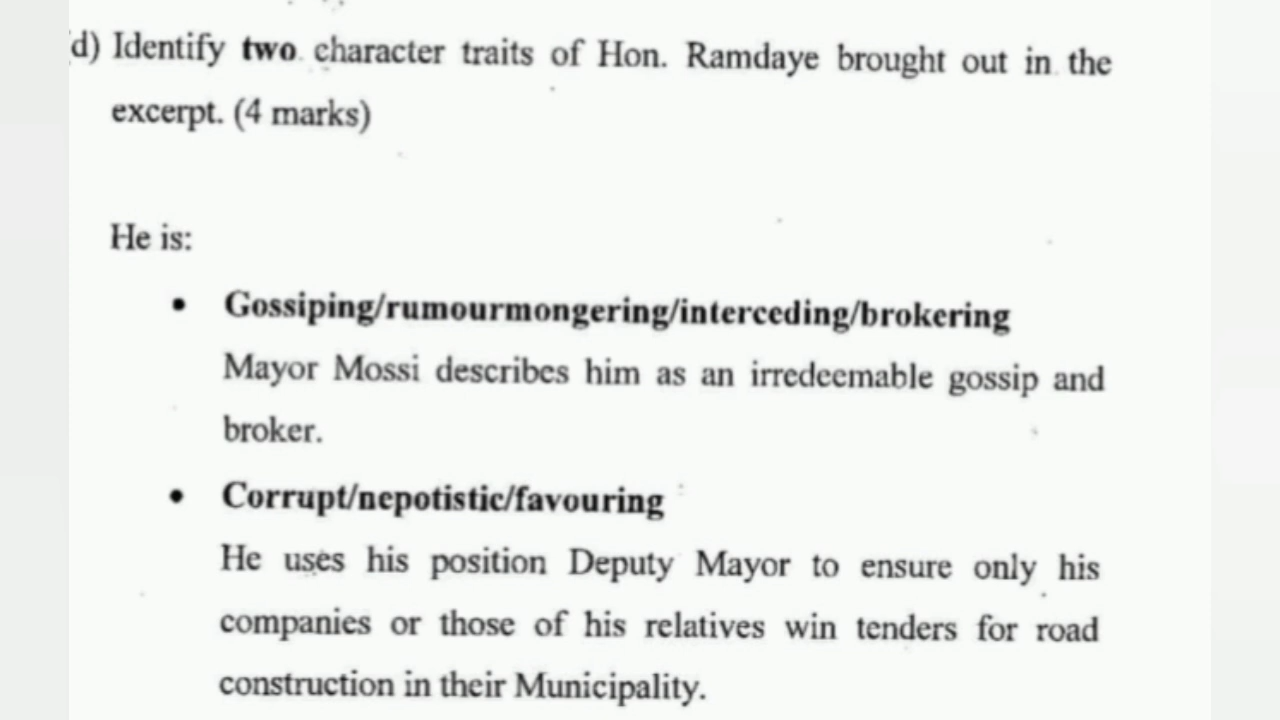 d) Identify two character traits of Hon. Ramdaye brought out in the
excerpt. (4 marks)
He is:
• Gossiping/rumourmongering/interceding/brokering
Mayor Mossi describes him as an irredeemable gossip and
broker.
• Corrupt/nepotistic/favouring
He uses his position Deputy Mayor to ensure only his
companies or those of his relatives win tenders for road
construction in their Municipality.